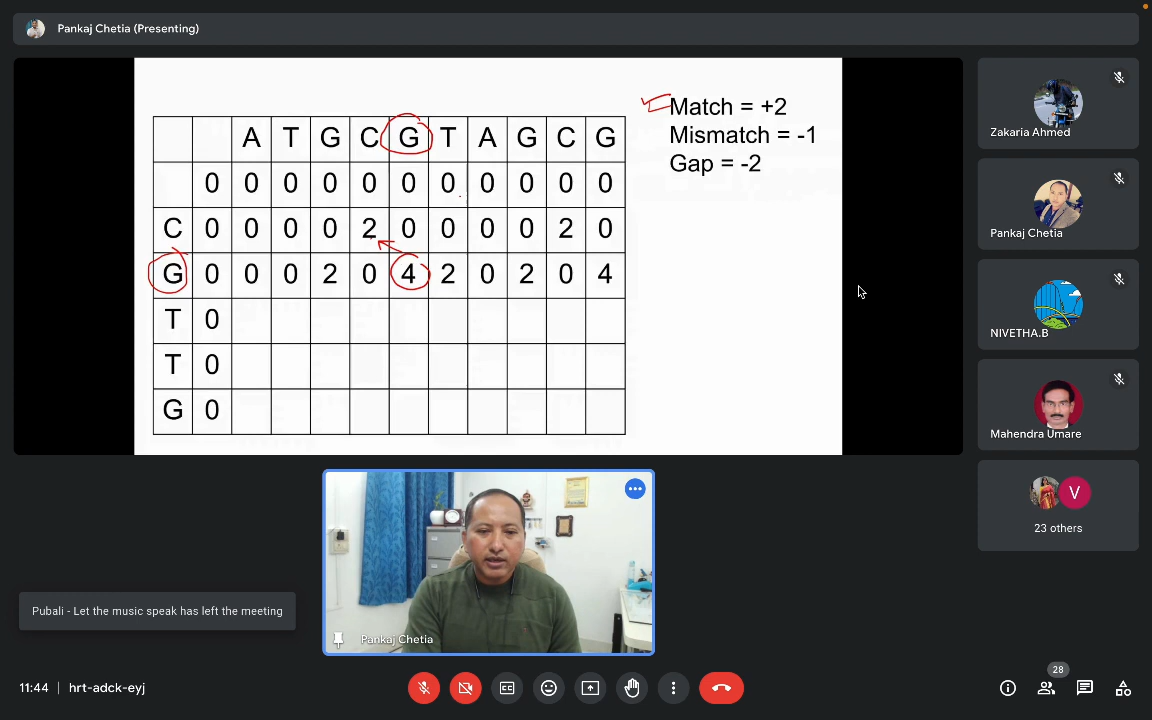 Pankaj Chetia (Presenting)
Match = +2
Mismatch = -1
Gap = -2
A T G C G T A G C G
0 0 0 0 0 0 0 0 0 0 0
C 0 0 0 0 2 0 0 0 0 2 0
G 0 0 0 2 0 4 2 0 2 0 4
T 0
T 0
G 0
Zakaria Ahmed
Pankaj Chetia
NIVETHA.B
Mahendra Umare
V
23 others
Pubali - Let the music speak has left the meeting
Pankaj Chetia
11:44 | hrt-adck-eyj
CC
28